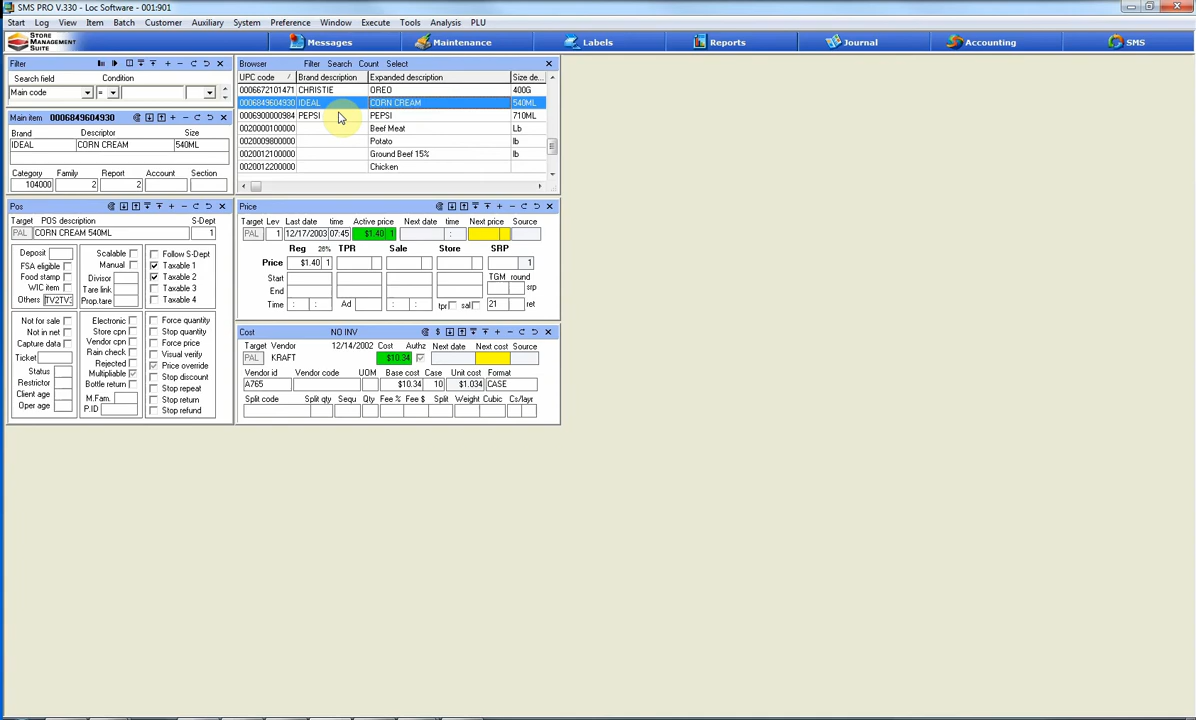 SMS PRO V.330 - Loc Software - 001:901
Start Log View Item Batch Customer Auxiliary System Preference Window Execute Tools Analysis PLU
STORE MANAGEMENT SUITE
Messages Maintenance Labels Reports Journal Accounting SMS
Filter
Search field Condition
Main code =
Main item 0006849604930
Brand Descriptor Size
IDEAL CORN CREAM 540ML
Category Family Report Account Section
104000 2 2
Browser Filter Search Count Select
UPC code Brand description Expanded description Size de...
0006672101471 CHRISTIE OREO 400G
0006849604930 IDEAL CORN CREAM 540ML
0006900000984 PEPSI PEPSI 710ML
0020000100000 Beef Meat Lb
0020009800000 Potato lb
0020012100000 Ground Beef 15% lb
0020012200000 Chicken
Pos
Target POS description S-Dept
PAL CORN CREAM 540ML 1
Deposit Scalable Follow S-Dept
FSA eligible Manual Taxable 1
Food stamp Divisor Taxable 2
WIC item Tare link Taxable 3
Others TV2TV: Prop.tare Taxable 4
Not for sale Electronic Force quantity
Not in net Store cpn Stop quantity
Capture data Vendor cpn Force price
Ticket Rain check Visual verify
Status Rejected Price override
Restrictor Multipliable Stop discount
Client age Bottle return Stop repeat
Oper age M.Fam. Stop return
P.ID Stop refund
Price
Target Lev Last date time Active price Next date time Next price Source
PAL 1 12/17/2003 07:45 $1.40 1 :
Reg 26% TPR Sale Store SRP
Price $1.40 1 1
Start TGM round
End srp
Time : : Ad : : tpr sal 21 ret
Cost NO INV $
Target Vendor 12/14/2002 Cost Authz Next date Next cost Source
PAL KRAFT $10.34
Vendor id Vendor code UOM Base cost Case Unit cost Format
A765 $10.34 10 $1.034 CASE
Split code Split qty Sequ Qty Fee % Fee $ Split Weight Cubic Cs/layr